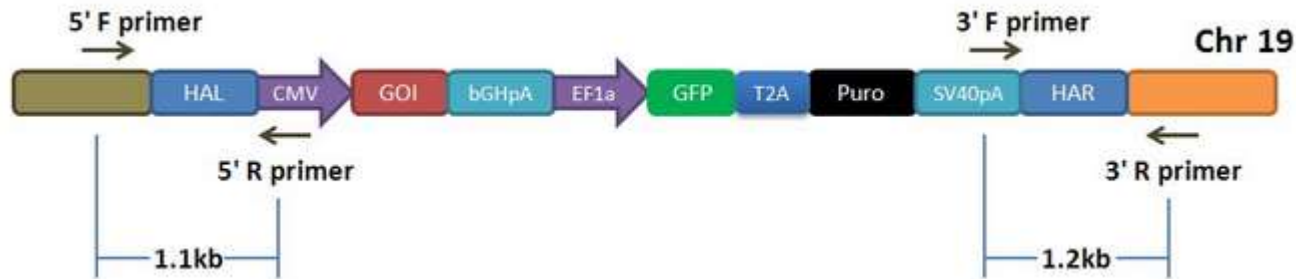 5' F primer
3' F primer
Chr 19
HAL CMV GOI bGHpA EF1a GFP T2A Puro SV40pA HAR
5' R primer
3' R primer
1.1kb
1.2kb